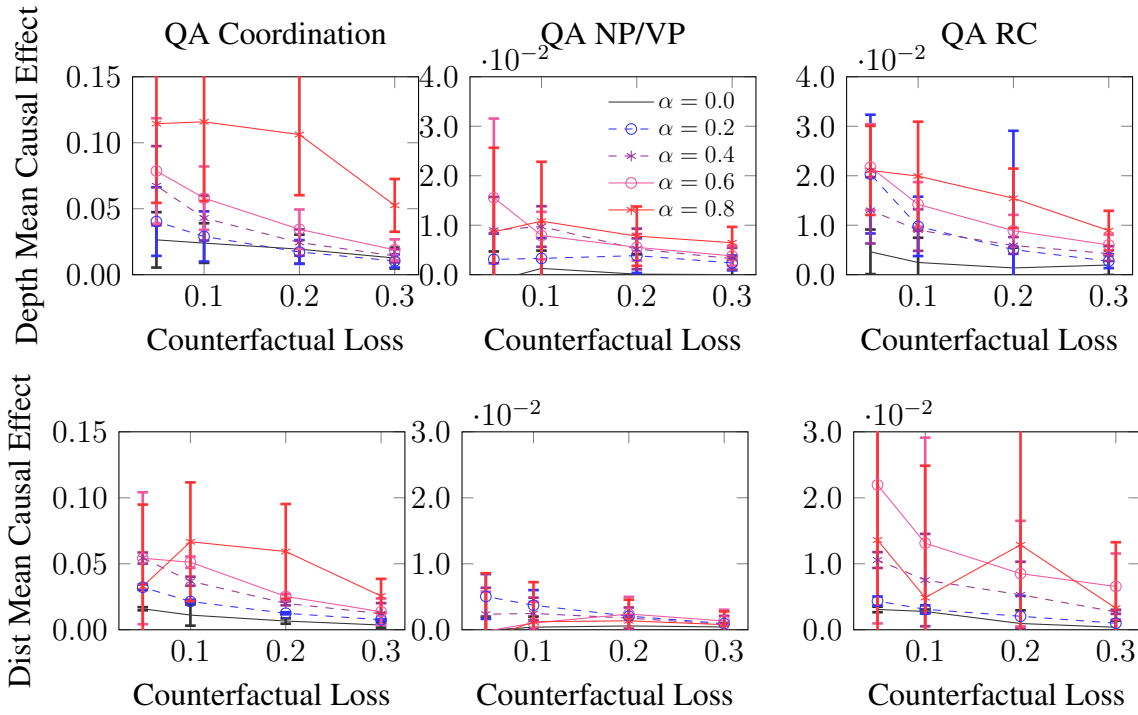 QA Coordination
QA NP/VP
QA RC
Depth Mean Causal Effect
0.15
0.10
0.05
0.00
0.1 0.2 0.3
Counterfactual Loss
·10⁻²
4.0
3.0
2.0
1.0
0.0
α = 0.0
α = 0.2
α = 0.4
α = 0.6
α = 0.8
0.1 0.2 0.3
Counterfactual Loss
·10⁻²
4.0
2.0
3.0
1.0
0.0
0.1 0.2 0.3
Counterfactual Loss
Dist Mean Causal Effect
0.15
0.10
0.05
0.00
0.1 0.2 0.3
Counterfactual Loss
·10⁻²
3.0
2.0
1.0
0.0
0.1 0.2 0.3
Counterfactual Loss
·10⁻²
3.0
2.0
1.0
0.0
0.1 0.2 0.3
Counterfactual Loss